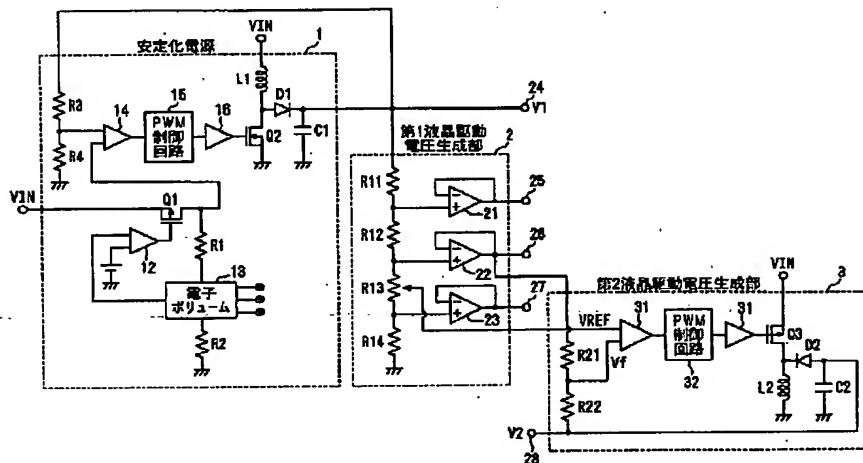 VIN
安定化電源
1
L1
D1
24
V1
15
R3
14
PWM
制御
回路
16
Q2
C1
R4
第1液晶駆動
電圧生成部
2
R11
25
21
VIN
Q1
R1
12
13
電子
ボリューム
R2
R12
26
22
R13
27
23
R14
VIN
第2液晶駆動電圧生成部
3
VREF
31
PWM
制御
回路
32
31
Q3
D2
R21
Vf
R22
L2
C2
V2
28